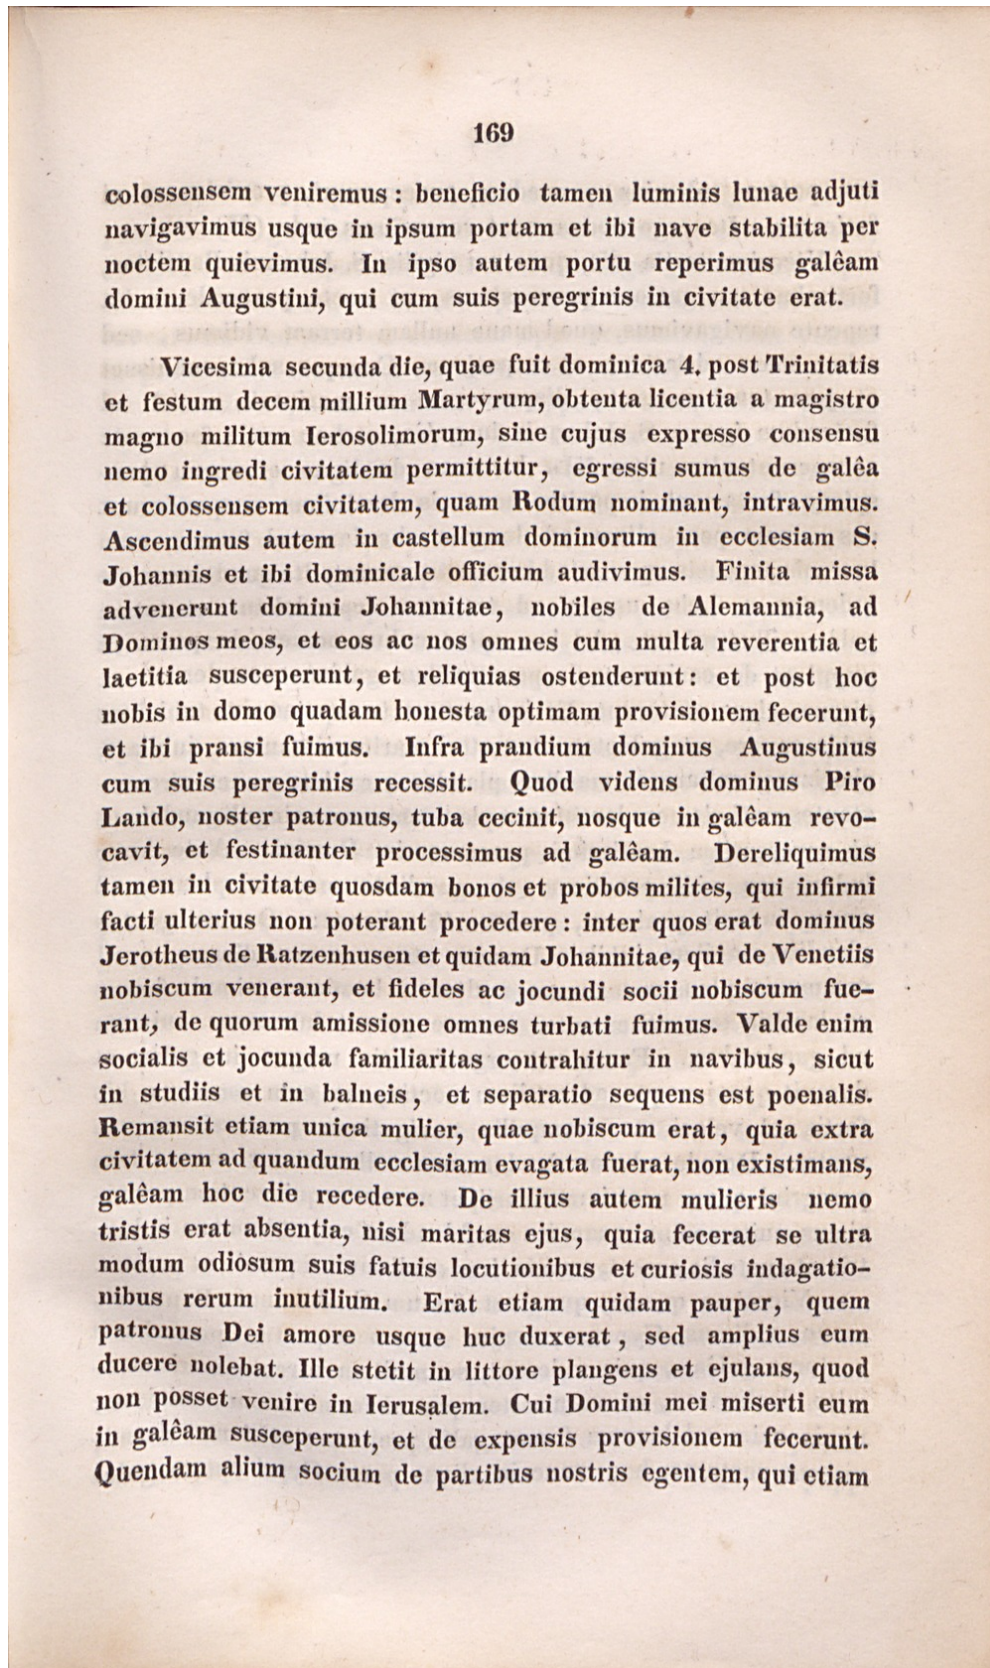 169
colossensem veniremus : beneficio tamen luminis lunae adjuti
navigavimus usque in ipsum portam et ibi nave stabilita per
noctem quievimus. In ipso autem portu reperimus galêam
domini Augustini, qui cum suis peregrinis in civitate erat.
Vicesima secunda die, quae fuit dominica 4. post Trinitatis
et festum decem millium Martyrum, obtenta licentia a magistro
magno militum Ierosolimorum, sine cujus expresso consensu
nemo ingredi civitatem permittitur, egressi sumus de galêa
et colossensem civitatem, quam Rodum nominant, intravimus.
Ascendimus autem in castellum dominorum in ecclesiam S.
Johannis et ibi dominicale officium audivimus. Finita missa
advenerunt domini Johannitae, nobiles de Alemannia, ad
Dominos meos, et eos ac nos omnes cum multa reverentia et
laetitia susceperunt, et reliquias ostenderunt: et post hoc
nobis in domo quadam honesta optimam provisionem fecerunt,
et ibi pransi fuimus. Infra prandium dominus Augustinus
cum suis peregrinis recessit. Quod videns dominus Piro
Lando, noster patronus, tuba cecinit, nosque in galêam revo-
cavit, et festinanter processimus ad galêam. Dereliquimus
tamen in civitate quosdam bonos et probos milites, qui infirmi
facti ulterius non poterant procedere : inter quos erat dominus
Jerotheus de Ratzenhusen et quidam Johannitae, qui de Venetiis
nobiscum venerant, et fideles ac jocundi socii nobiscum fue-
rant, de quorum amissione omnes turbati fuimus. Valde enim
socialis et jocunda familiaritas contrahitur in navibus, sicut
in studiis et in balneis, et separatio sequens est poenalis.
Remansit etiam unica mulier, quae nobiscum erat, quia extra
civitatem ad quandum ecclesiam evagata fuerat, non existimans,
galêam hoc die recedere. De illius autem mulieris nemo
tristis erat absentia, nisi maritas ejus, quia fecerat se ultra
modum odiosum suis fatuis locutionibus et curiosis indagatio-
nibus rerum inutilium. Erat etiam quidam pauper, quem
patronus Dei amore usque huc duxerat, sed amplius eum
ducere nolebat. Ille stetit in littore plangens et ejulans, quod
non posset venire in Ierusalem. Cui Domini mei miserti eum
in galêam susceperunt, et de expensis provisionem fecerunt.
Quendam alium socium de partibus nostris egentem, qui etiam